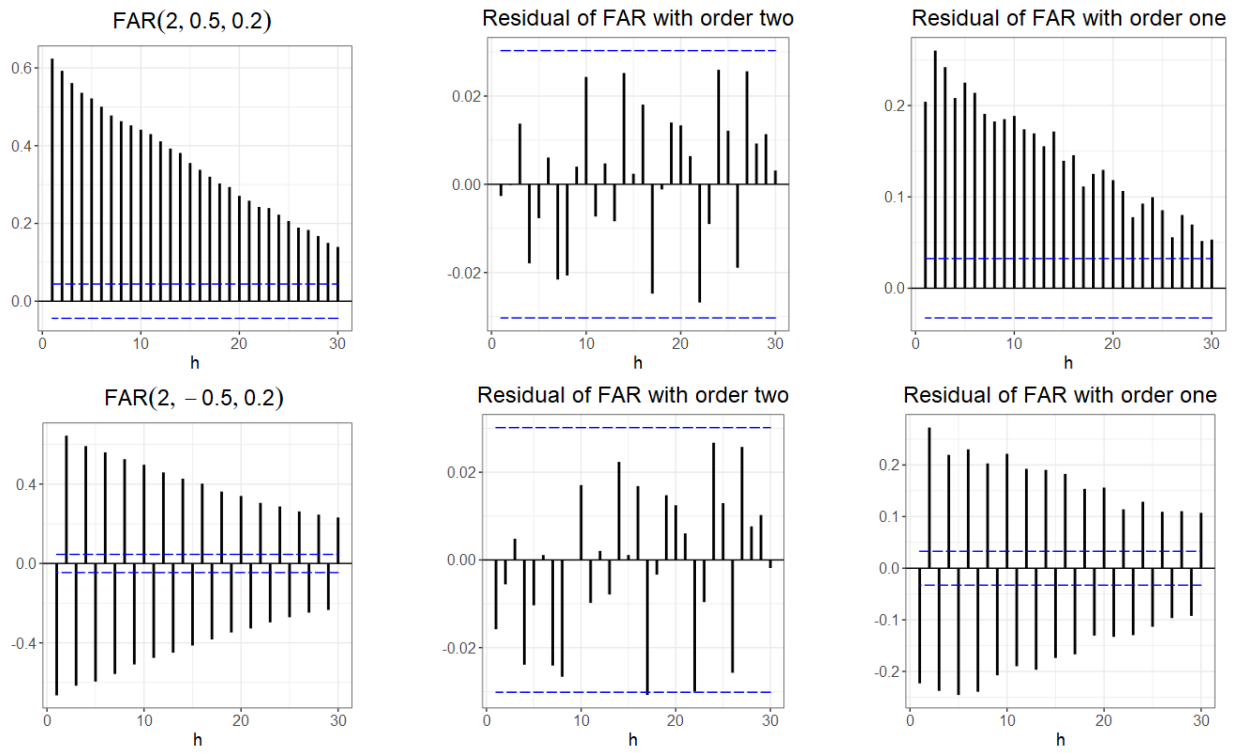 FAR(2, 0.5, 0.2)
0.6
0.4
0.2
0.0
0 10 20 30
h
Residual of FAR with order two
0.02
0.00
-0.02
0 10 20 30
h
Residual of FAR with order one
0.2
0.1
0.0
0 10 20 30
h
FAR(2, −0.5, 0.2)
0.4
0.0
-0.4
0 10 20 30
h
Residual of FAR with order two
0.02
0.00
-0.02
0 10 20 30
h
Residual of FAR with order one
0.2
0.1
0.0
-0.1
-0.2
0 10 20 30
h